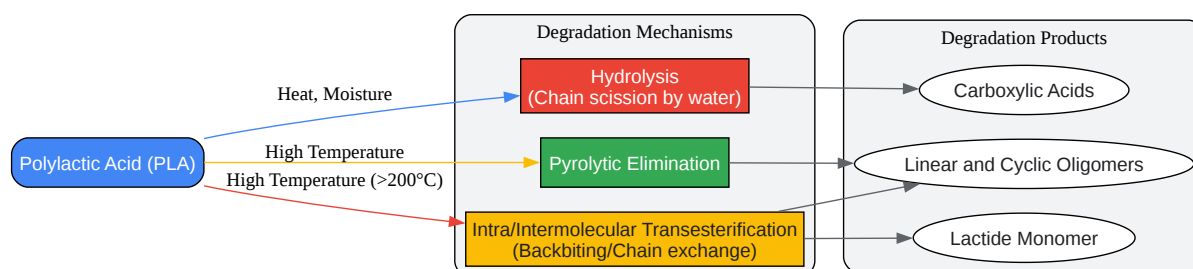 Degradation Mechanisms
Degradation Products
Hydrolysis
(Chain scission by water)
Heat, Moisture
Carboxylic Acids
Polylactic Acid (PLA)
High Temperature
Pyrolytic Elimination
Linear and Cyclic Oligomers
High Temperature (>200°C)
Intra/Intermolecular Transesterification
(Backbiting/Chain exchange)
Lactide Monomer